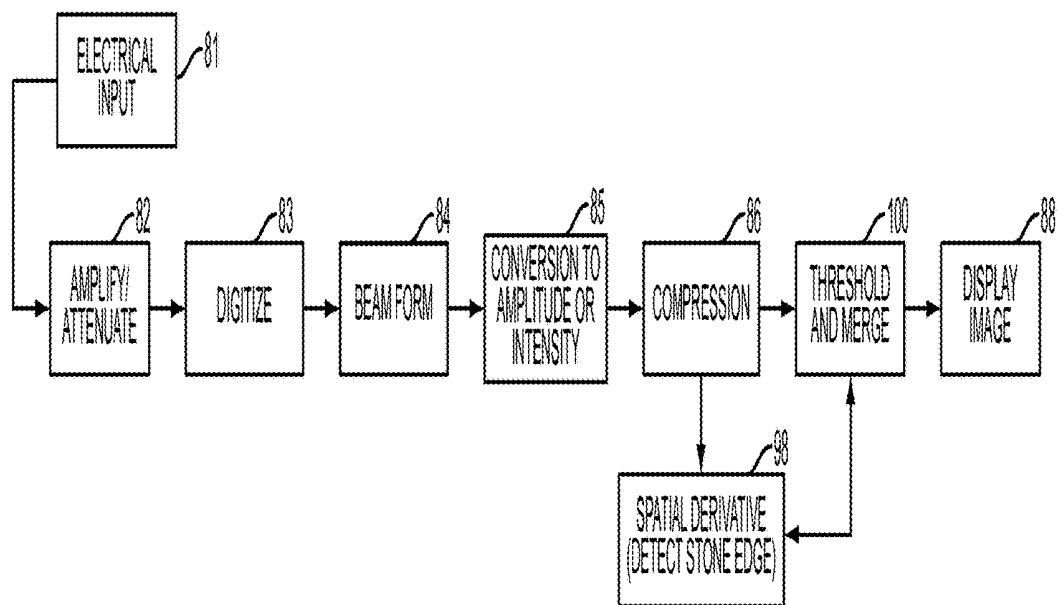 ELECTRICAL
INPUT
81
82
AMPLIFY/
ATTENUATE
83
DIGITIZE
84
BEAM FORM
85
CONVERSION TO
AMPLITUDE OR
INTENSITY
86
COMPRESSION
100
THRESHOLD
AND MERGE
88
DISPLAY
IMAGE
98
SPATIAL DERIVATIVE
(DETECT STONE EDGE)